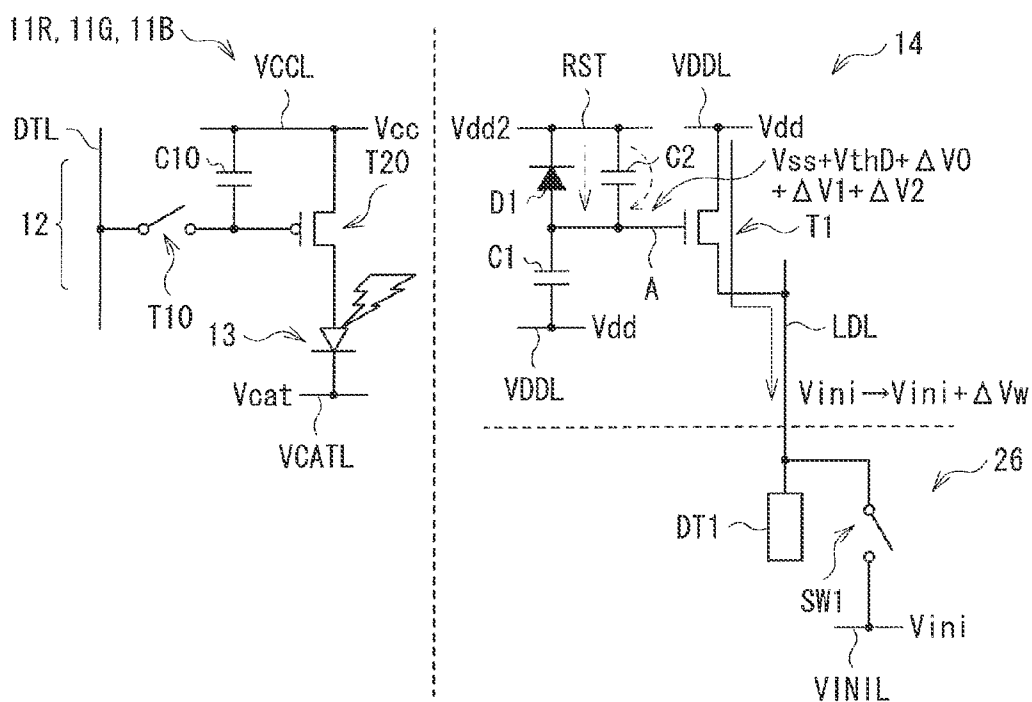 11R, 11G, 11B
VCCL
DTL
Vcc
C10
T20
12
T10
13
Vcat
VCATL
14
RST
VDDL
Vdd2
Vdd
C2
Vss+VthD+ΔV0
+ΔV1+ΔV2
D1
T1
C1
A
Vdd
LDL
VDDL
Vini→Vini+ΔVw
26
DT1
SW1
Vini
VINIL